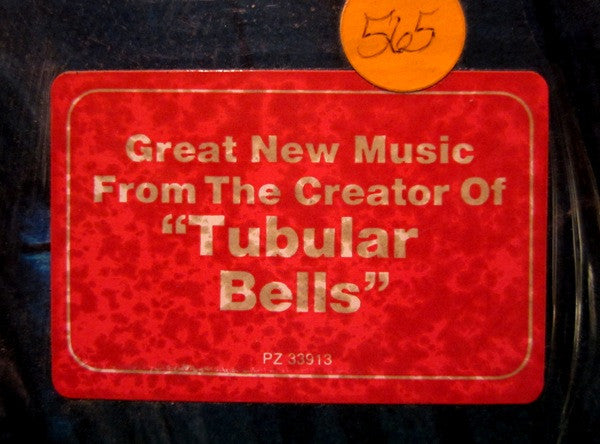 565
Great New Music
From The Creator Of
“Tubular
Bells”
PZ 33913